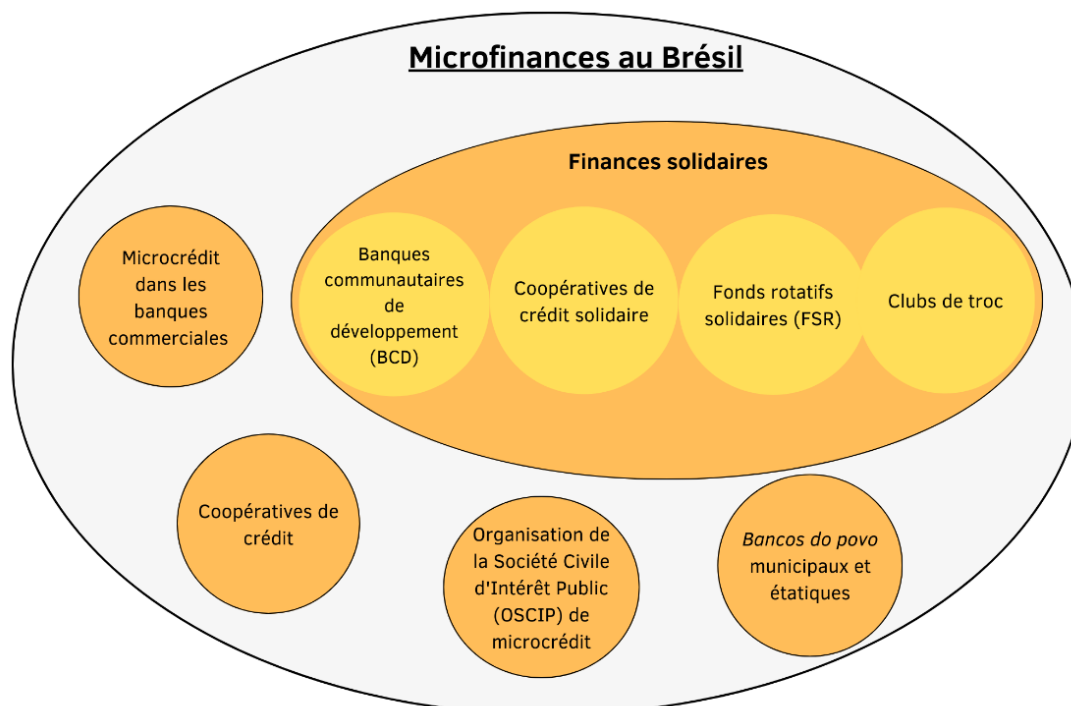 Microfinances au Brésil
Finances solidaires
Microcrédit
dans les
banques
commerciales
Banques
communautaires
de
développement
(BCD)
Coopératives de
crédit solidaire
Fonds rotatifs
solidaires (FSR)
Clubs de troc
Coopératives de
crédit
Organisation de
la Société Civile
d'Intérêt Public
(OSCIP) de
microcrédit
Bancos do povo
municipaux et
étatiques